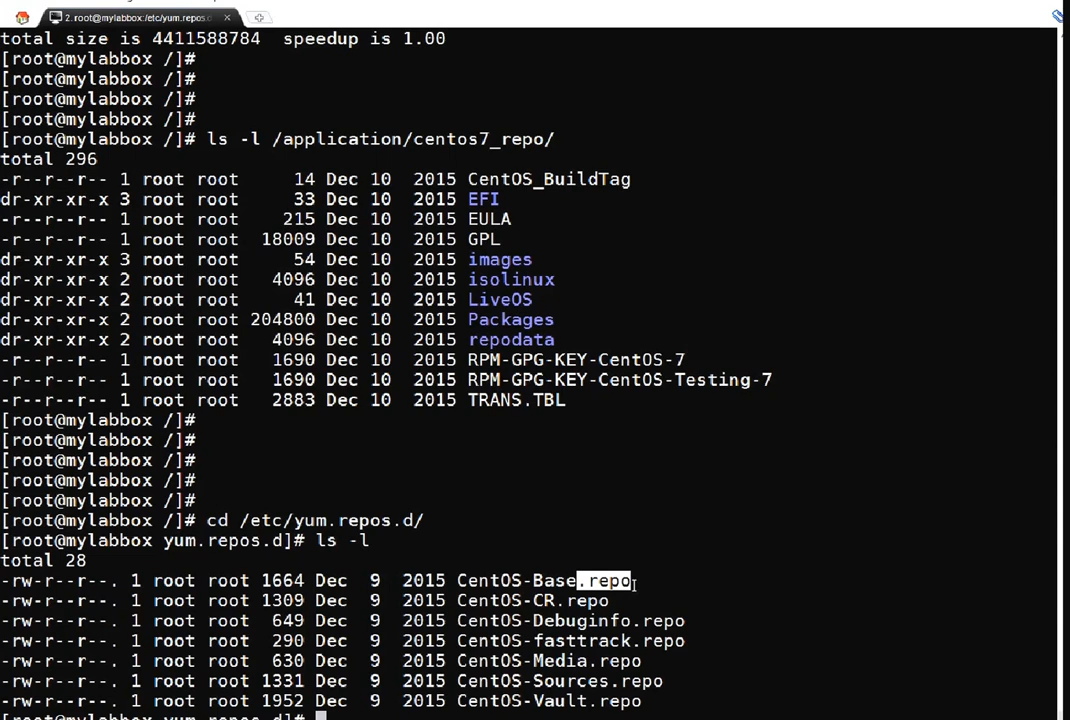 2. root@mylabbox:/etc/yum.repos.d
total size is 4411588784  speedup is 1.00
[root@mylabbox /]#
[root@mylabbox /]#
[root@mylabbox /]#
[root@mylabbox /]#
[root@mylabbox /]# ls -l /application/centos7_repo/
total 296
-r--r--r-- 1 root root     14 Dec 10  2015 CentOS_BuildTag
dr-xr-xr-x 3 root root     33 Dec 10  2015 EFI
-r--r--r-- 1 root root    215 Dec 10  2015 EULA
-r--r--r-- 1 root root  18009 Dec 10  2015 GPL
dr-xr-xr-x 3 root root     54 Dec 10  2015 images
dr-xr-xr-x 2 root root   4096 Dec 10  2015 isolinux
dr-xr-xr-x 2 root root     41 Dec 10  2015 LiveOS
dr-xr-xr-x 2 root root 204800 Dec 10  2015 Packages
dr-xr-xr-x 2 root root   4096 Dec 10  2015 repodata
-r--r--r-- 1 root root   1690 Dec 10  2015 RPM-GPG-KEY-CentOS-7
-r--r--r-- 1 root root   1690 Dec 10  2015 RPM-GPG-KEY-CentOS-Testing-7
-r--r--r-- 1 root root   2883 Dec 10  2015 TRANS.TBL
[root@mylabbox /]#
[root@mylabbox /]#
[root@mylabbox /]#
[root@mylabbox /]#
[root@mylabbox /]#
[root@mylabbox /]# cd /etc/yum.repos.d/
[root@mylabbox yum.repos.d]# ls -l
total 28
-rw-r--r--. 1 root root 1664 Dec  9  2015 CentOS-Base.repo
-rw-r--r--. 1 root root 1309 Dec  9  2015 CentOS-CR.repo
-rw-r--r--. 1 root root  649 Dec  9  2015 CentOS-Debuginfo.repo
-rw-r--r--. 1 root root  290 Dec  9  2015 CentOS-fasttrack.repo
-rw-r--r--. 1 root root  630 Dec  9  2015 CentOS-Media.repo
-rw-r--r--. 1 root root 1331 Dec  9  2015 CentOS-Sources.repo
-rw-r--r--. 1 root root 1952 Dec  9  2015 CentOS-Vault.repo
[root@mylabbox yum.repos.d]#